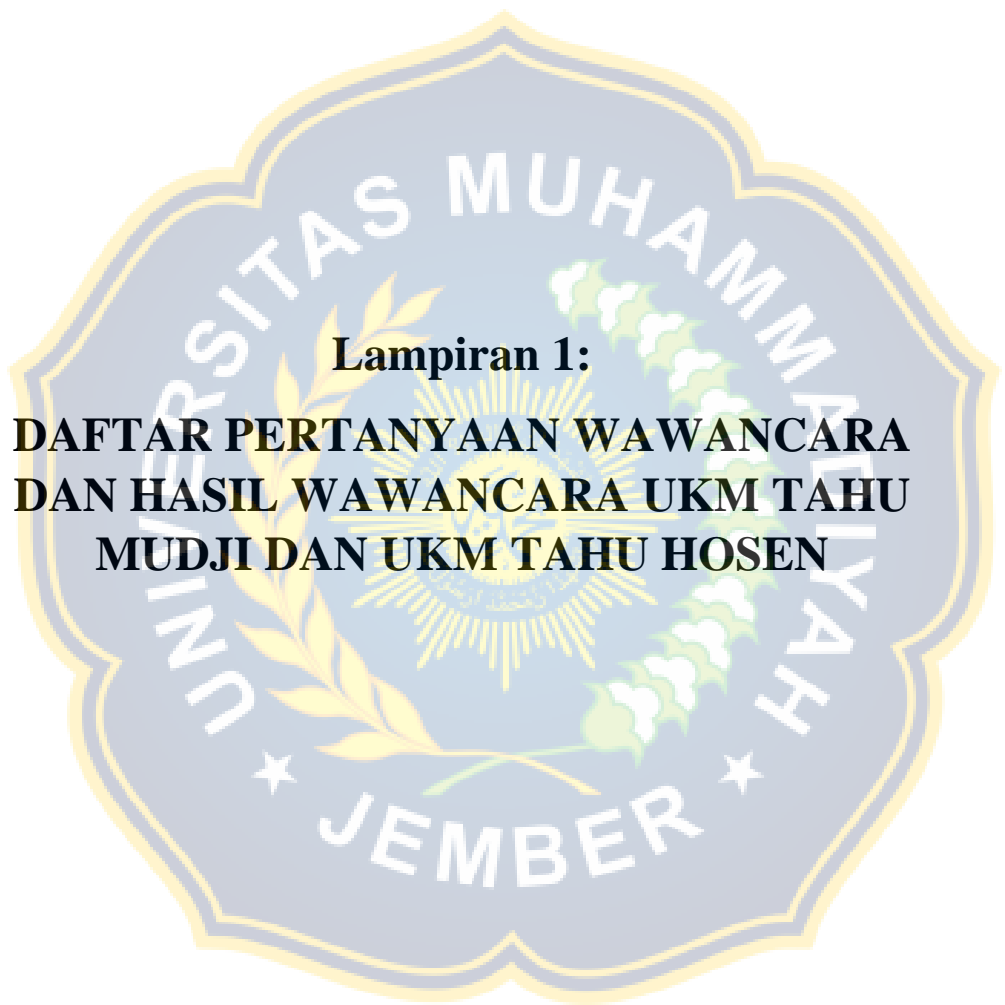 Lampiran 1:
DAFTAR PERTANYAAN WAWANCARA
DAN HASIL WAWANCARA UKM TAHU
MUDJI DAN UKM TAHU HOSEN
UNIVERSITAS MUHAMMADIYAH
JEMBER